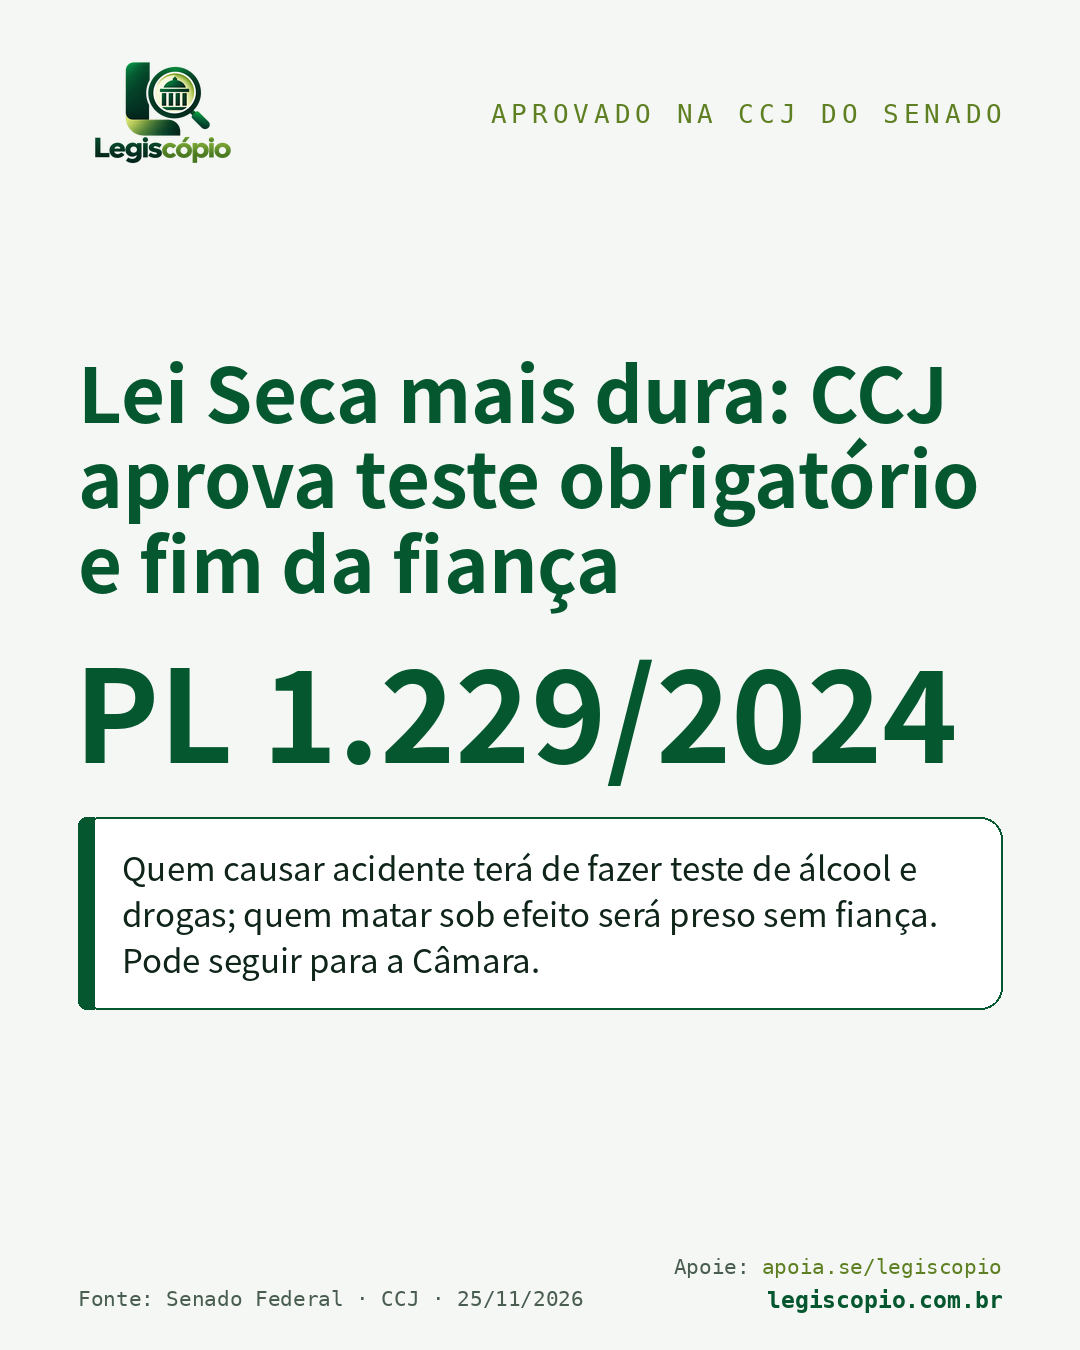 Legiscópio
APROVADO NA CCJ DO SENADO
Lei Seca mais dura: CCJ
aprova teste obrigatório
e fim da fiança
PL 1.229/2024
Quem causar acidente terá de fazer teste de álcool e
drogas; quem matar sob efeito será preso sem fiança.
Pode seguir para a Câmara.
Apoie: apoia.se/legiscopio
Fonte: Senado Federal · CCJ · 25/11/2026
legiscopio.com.br